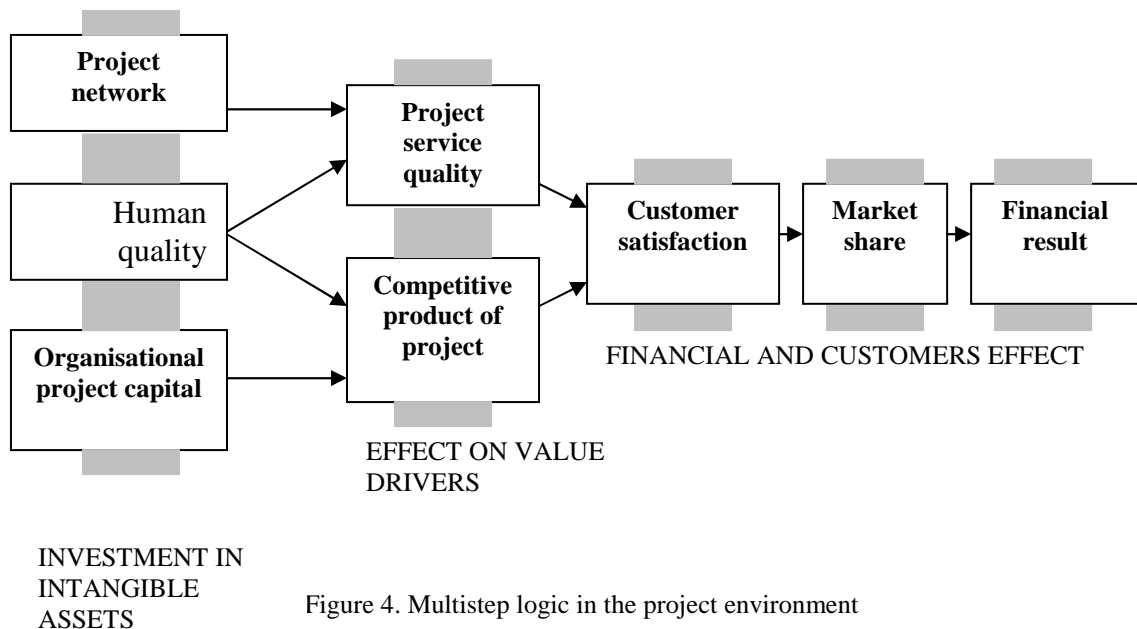 Project
network
Human
quality
Organisational
project capital
INVESTMENT IN
INTANGIBLE
ASSETS
Project
service
quality
Competitive
product of
project
EFFECT ON VALUE
DRIVERS
Customer
satisfaction
Market
share
Financial
result
FINANCIAL AND CUSTOMERS EFFECT
Figure 4. Multistep logic in the project environment